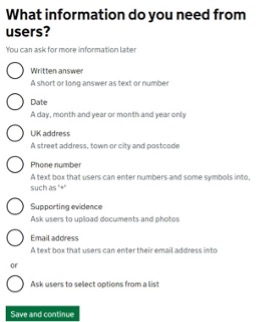 What information do you need from
users?
You can ask for more information later
Written answer
A short or long answer as text or number
Date
A day, month and year or month and year only
UK address
A street address, town or city and postcode
Phone number
A text box that users can enter numbers and some symbols into,
such as '+'
Supporting evidence
Ask users to upload documents and photos
Email address
A text box that users can enter their email address into
or
Ask users to select options from a list
Save and continue